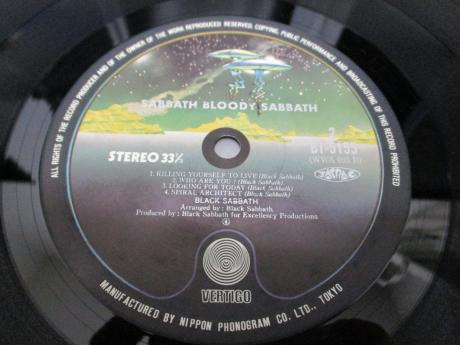 ALL RIGHTS OF THE RECORD PRODUCER AND OF THE OWNER OF THE WORK REPRODUCED RESERVED. COPYING, PUBLIC PERFORMANCE AND BROADCASTING OF THIS RECORD PROHIBITED
SABBATH BLOODY SABBATH
2
STEREO 33⅓
BT-5153
1. KILLING YOURSELF TO LIVE (Black Sabbath)
2. WHO ARE YOU? (Black Sabbath)
3. LOOKING FOR TODAY (Black Sabbath)
4. SPIRAL ARCHITECT (Black Sabbath)
BLACK SABBATH
Arranged by: Black Sabbath
Produced by: Black Sabbath for Excellency Productions
VERTIGO
MANUFACTURED BY NIPPON PHONOGRAM CO. LTD., TOKYO